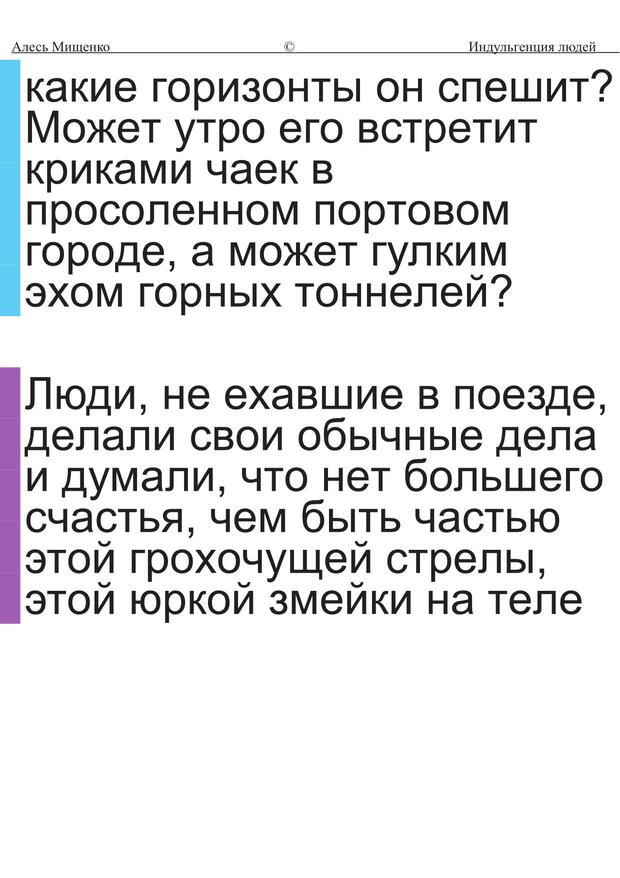 Алесь Мищенко © Индульгенция людей
какие горизонты он спешит?
Может утро его встретит
криками чаек в
просоленном портовом
городе, а может гулким
эхом горных тоннелей?
Люди, не ехавшие в поезде,
делали свои обычные дела
и думали, что нет большего
счастья, чем быть частью
этой грохочущей стрелы,
этой юркой змейки на теле